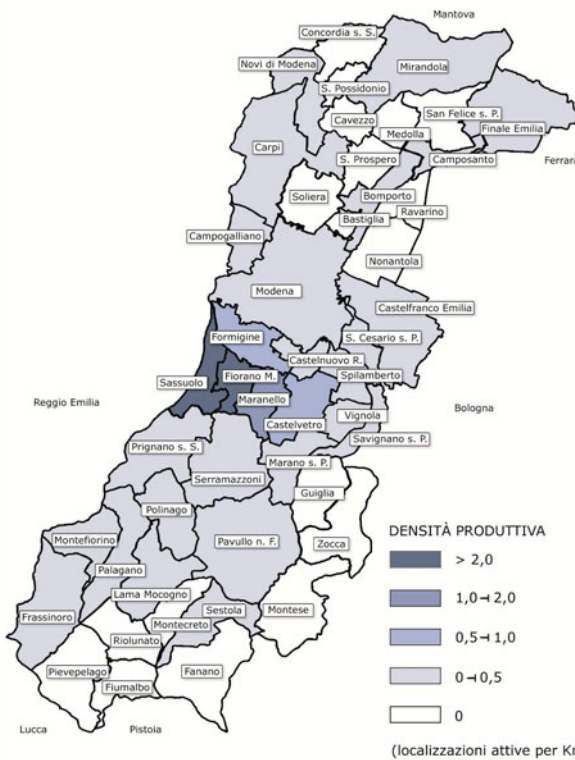 Mantova
Concordia s. S.
Novi di Modena
Mirandola
S. Possidonio
San Felice s. P.
Cavezzo
Medolla
Finale Emilia
Carpi
S. Prospero
Camposanto
Ferrara
Soliera
Bomporto
Ravarino
Bastiglia
Campogalliano
Nonantola
Modena
Castelfranco Emilia
Formigine
S. Cesario s. P.
Castelnuovo R.
Fiorano M.
Spilamberto
Sassuolo
Maranello
Reggio Emilia
Vignola
Bologna
Castelvetro
Savignano s. P.
Prignano s. S.
Marano s. P.
Serramazzoni
Guiglia
Polinago
Montefiorino
Pavullo n. F.
Zocca
Palagano
Lama Mocogno
Frassinoro
Sestola
Montese
Montecreto
Riolunato
Pievepelago
Fanano
Fiumalbo
Lucca
Pistoia
DENSITÀ PRODUTTIVA
> 2,0
1,0⊣2,0
0,5⊣1,0
0⊣0,5
0
(localizzazioni attive per Km